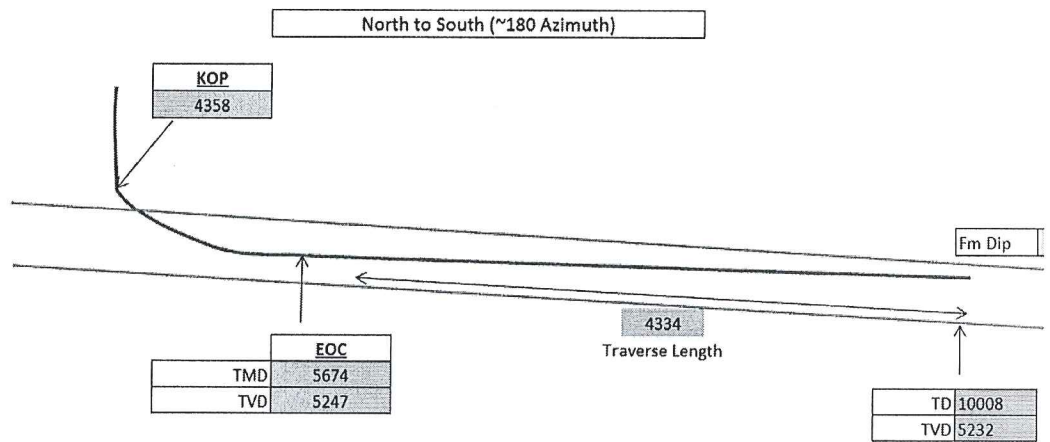 North to South (~180 Azimuth)
KOP
4358
Fm Dip
4334
Traverse Length
EOC
TMD 5674
TVD 5247
TD 10008
TVD 5232